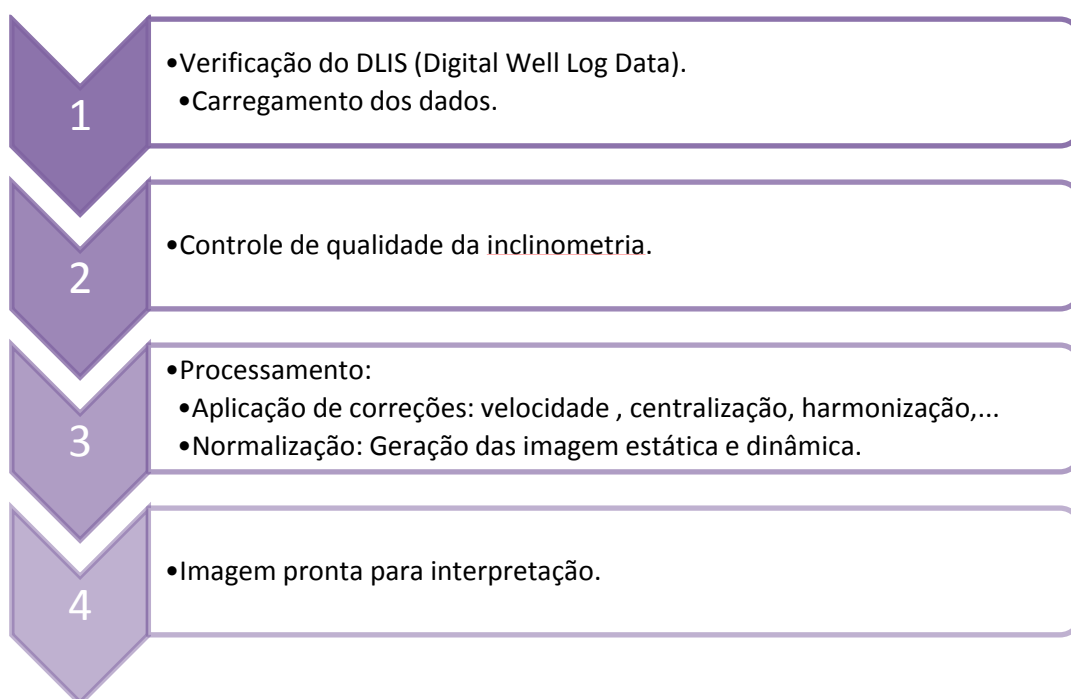 1
•Verificação do DLIS (Digital Well Log Data).
•Carregamento dos dados.
2
•Controle de qualidade da inclinometria.
3
•Processamento:
•Aplicação de correções: velocidade , centralização, harmonização,...
•Normalização: Geração das imagem estática e dinâmica.
4
•Imagem pronta para interpretação.